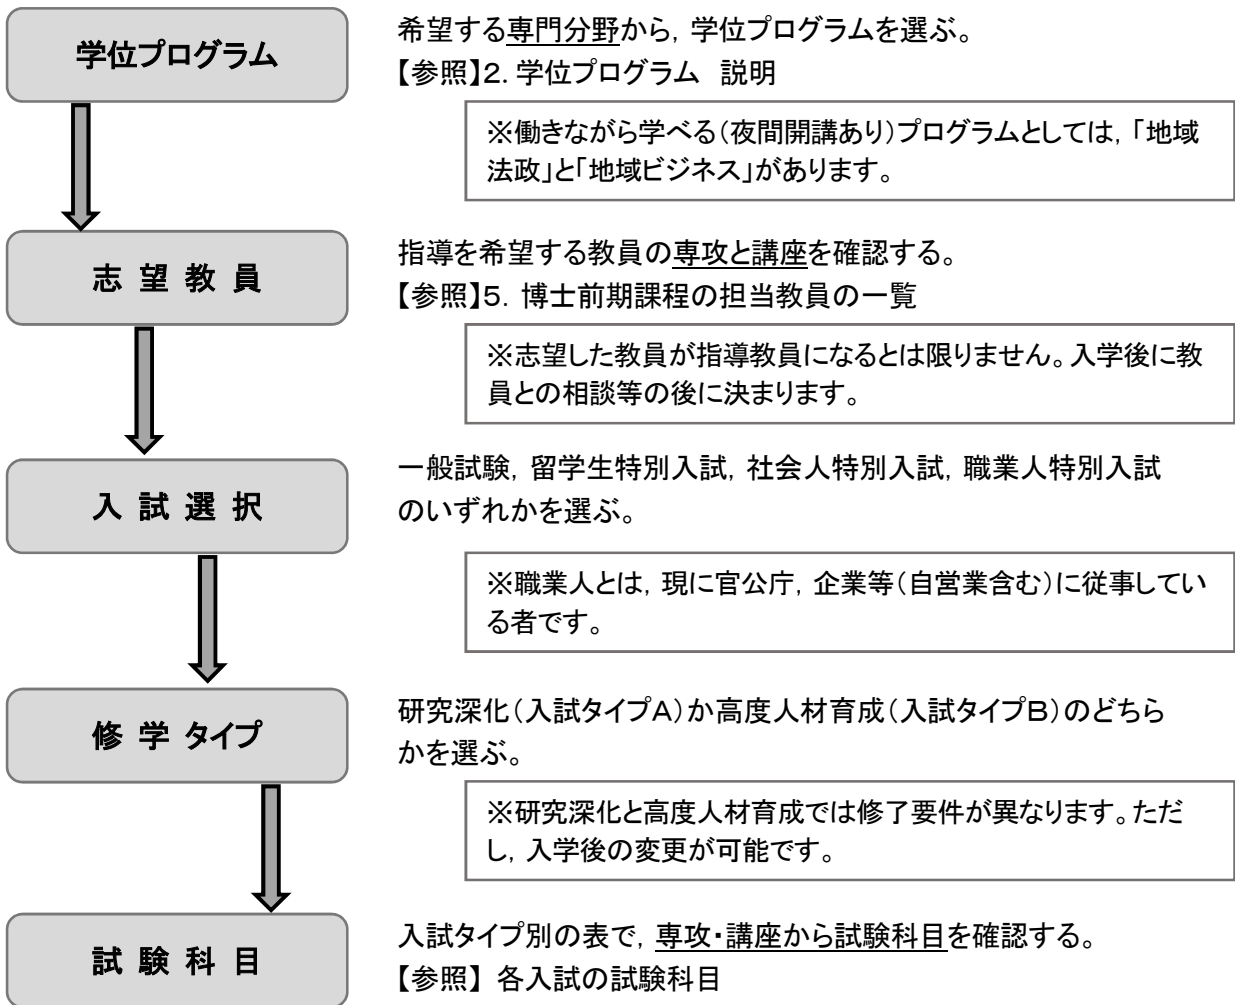 学位プログラム
希望する専門分野から，学位プログラムを選ぶ。
【参照】2．学位プログラム　説明
※働きながら学べる（夜間開講あり）プログラムとしては，「地域
法政」と「地域ビジネス」があります。
志 望 教 員
指導を希望する教員の専攻と講座を確認する。
【参照】5．博士前期課程の担当教員の一覧
※志望した教員が指導教員になるとは限りません。入学後に教
員との相談等の後に決まります。
入 試 選 択
一般試験，留学生特別入試，社会人特別入試，職業人特別入試
のいずれかを選ぶ。
※職業人とは，現に官公庁，企業等（自営業含む）に従事してい
る者です。
修 学 タイプ
研究深化（入試タイプA）か高度人材育成（入試タイプB）のどちら
かを選ぶ。
※研究深化と高度人材育成では修了要件が異なります。ただ
し，入学後の変更が可能です。
試 験 科 目
入試タイプ別の表で，専攻・講座から試験科目を確認する。
【参照】 各入試の試験科目